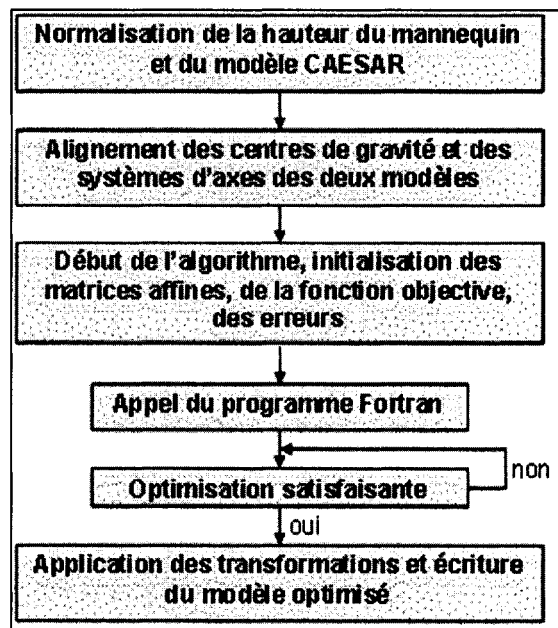 Normalisation de la hauteur du mannequin
et du modèle CAESAR
Alignement des centres de gravité et des
systèmes d'axes des deux modèles
Début de l'algorithme, initialisation des
matrices affines, de la fonction objective,
des erreurs
Appel du programme Fortran
non
Optimisation satisfaisante
oui
Application des transformations et écriture
du modèle optimisé